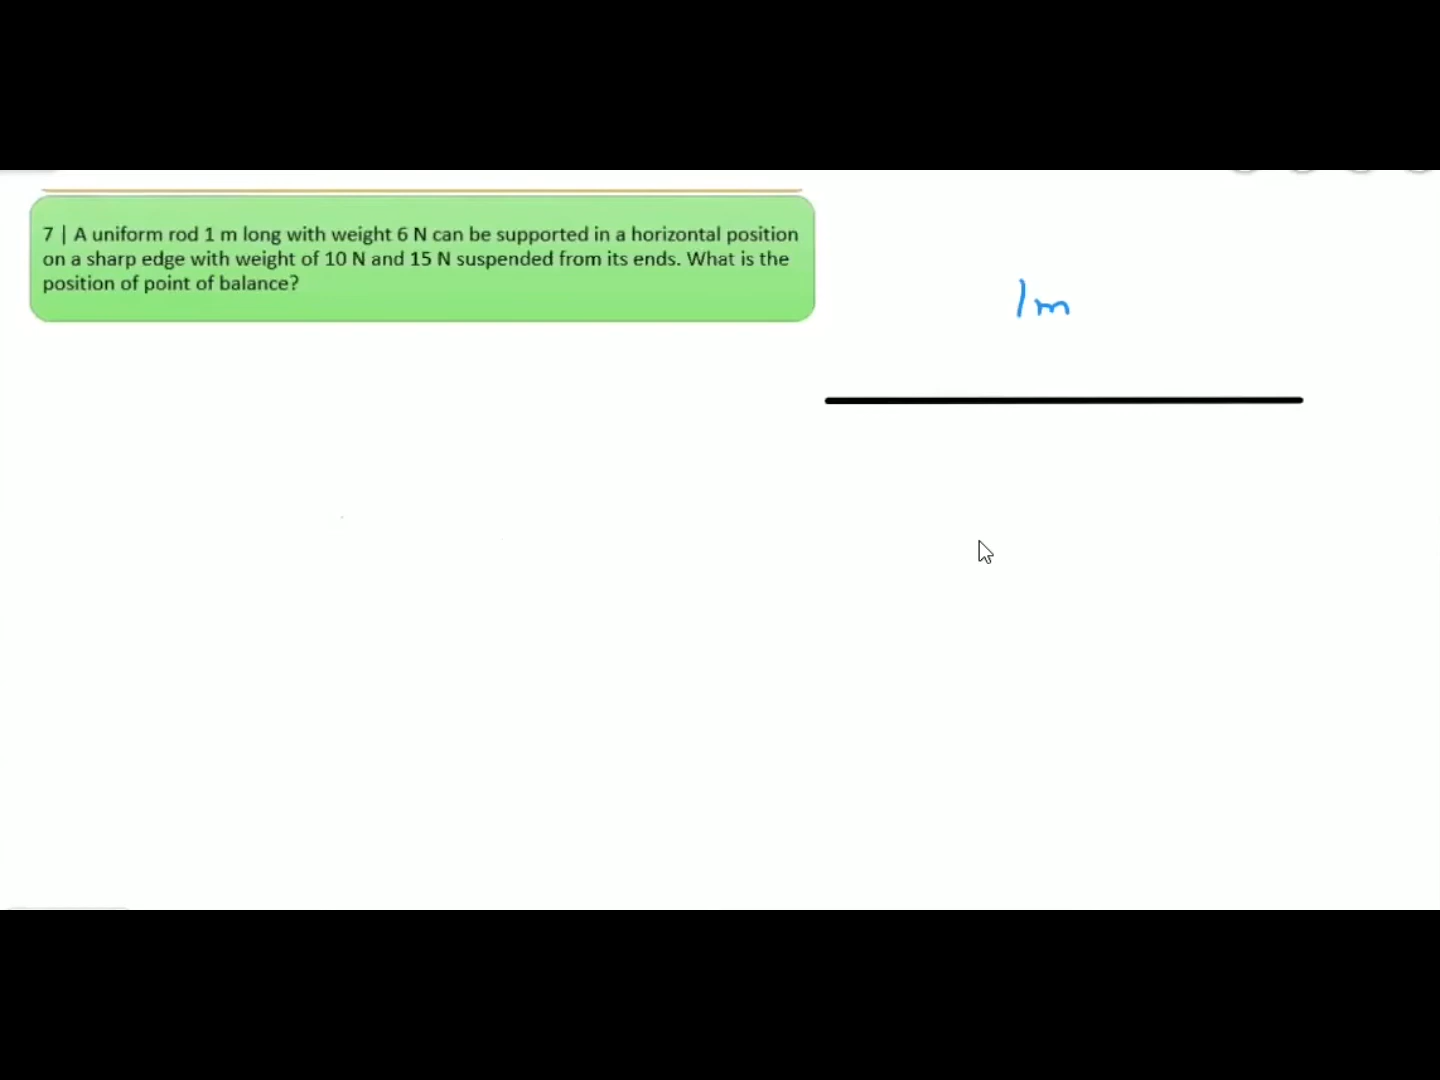 7 | A uniform rod 1 m long with weight 6 N can be supported in a horizontal position
on a sharp edge with weight of 10 N and 15 N suspended from its ends. What is the
position of point of balance?
1m